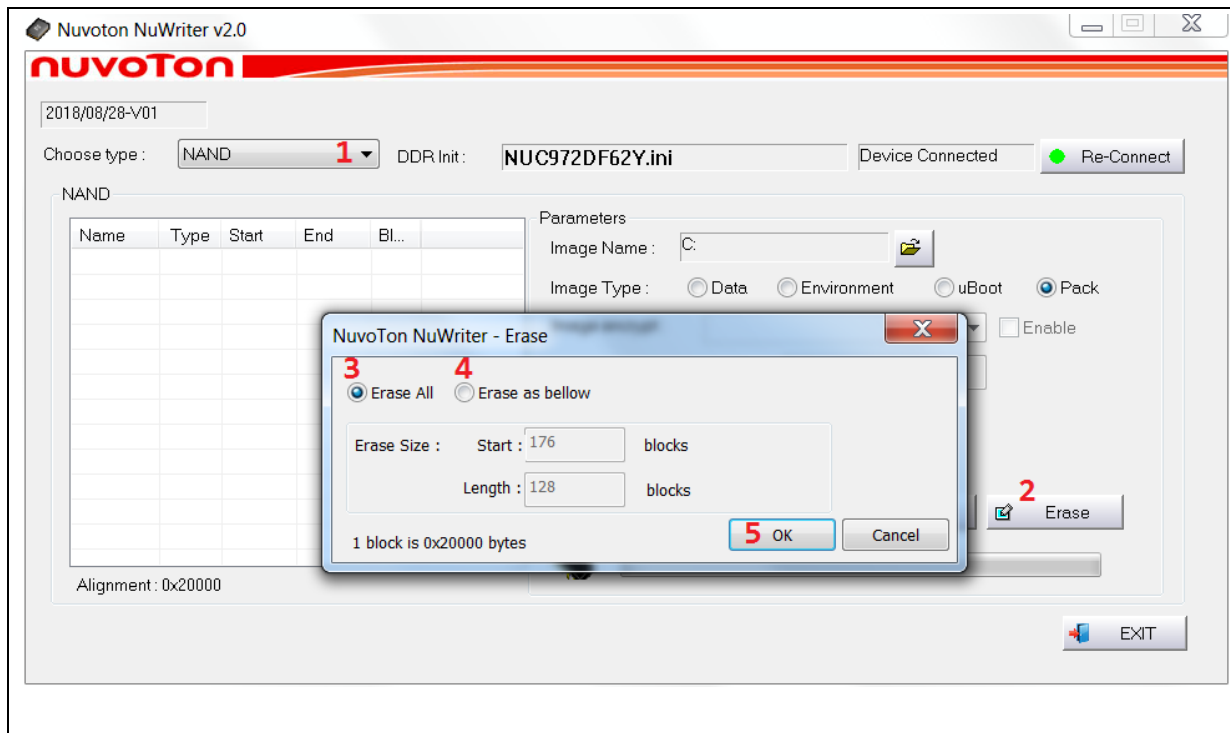 Nuvoton NuWriter v2.0
nuvoTon
2018/08/28-V01
Choose type : NAND 1 DDR Init : NUC972DF62Y.ini Device Connected Re-Connect
NAND
Name Type Start End Bl...
Parameters
Image Name : C:
Image Type : Data Environment uBoot Pack
Enable
NuvoTon NuWriter - Erase
3 4
Erase All Erase as bellow
Erase Size : Start : 176 blocks
Length : 128 blocks
1 block is 0x20000 bytes
5 OK Cancel
2
Erase
Alignment : 0x20000
EXIT